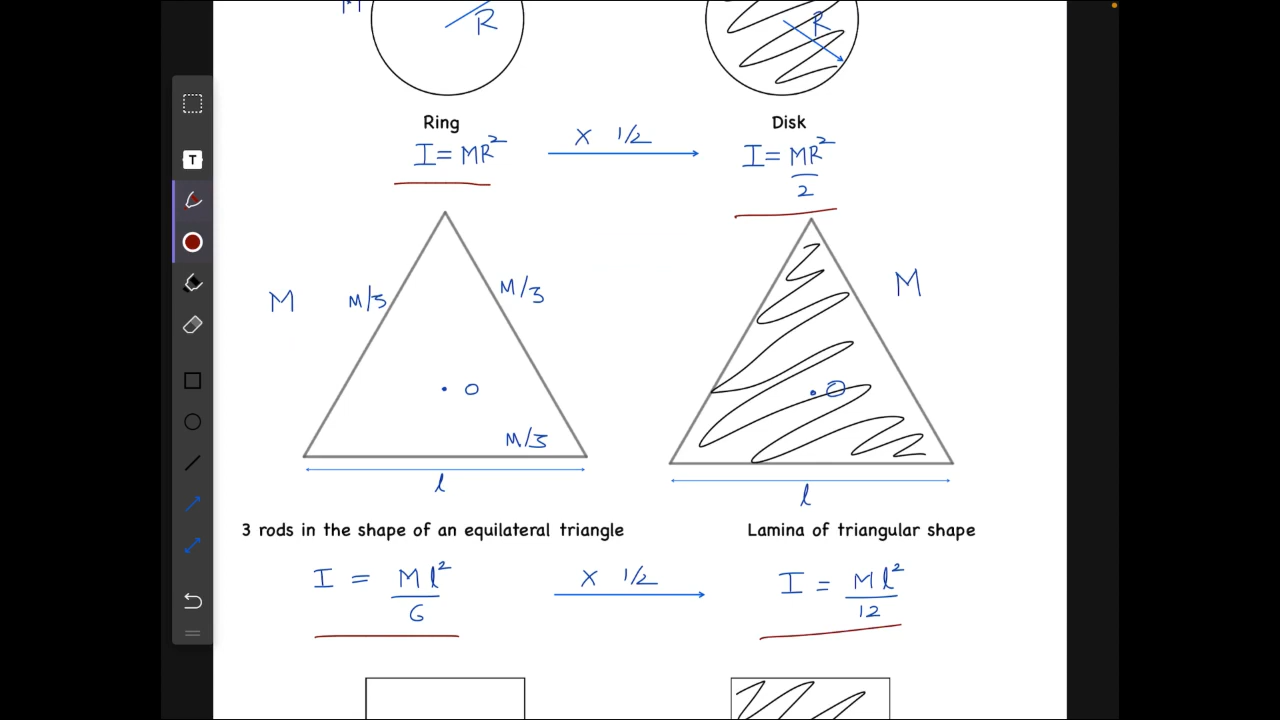 M
R
R
Ring
Disk
I = MR²
× 1/2
I = MR²/2
M
M/3
M/3
M
O
O
M/3
l
l
3 rods in the shape of an equilateral triangle
Lamina of triangular shape
I = Ml²/6
× 1/2
I = Ml²/12
T